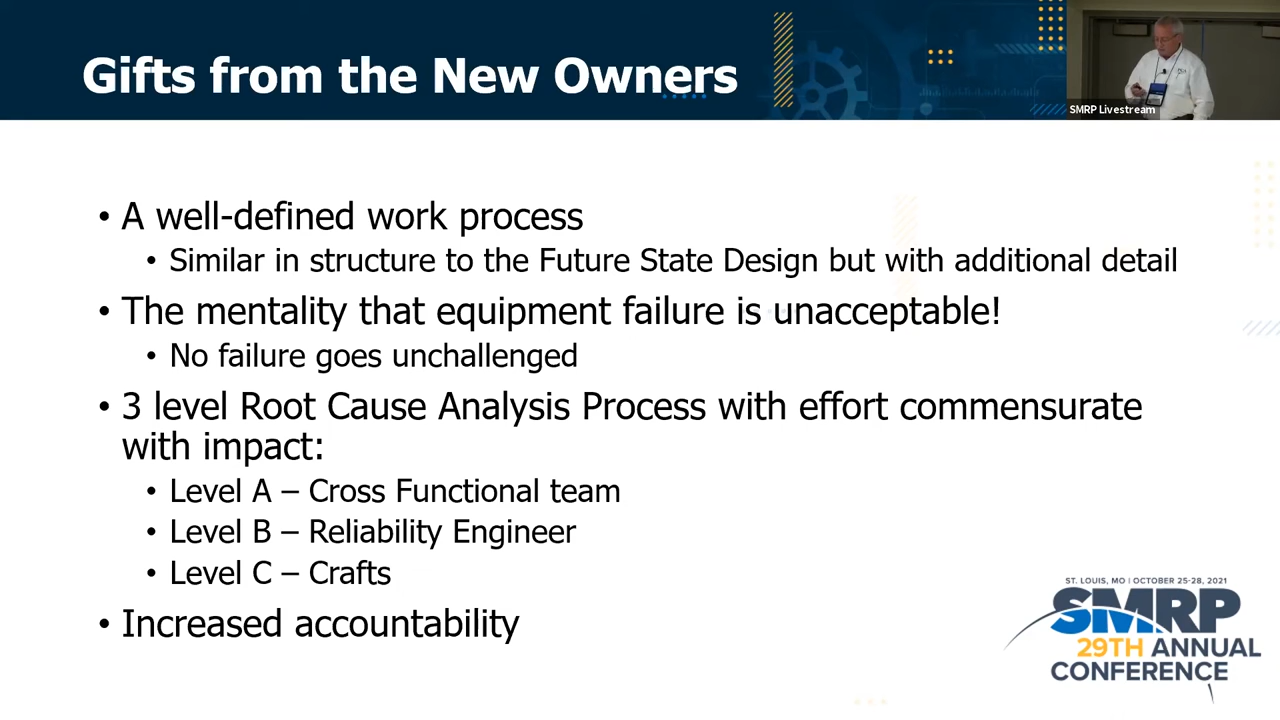 Gifts from the New Owners
SMRP Livestream
• A well-defined work process
• Similar in structure to the Future State Design but with additional detail
• The mentality that equipment failure is unacceptable!
• No failure goes unchallenged
• 3 level Root Cause Analysis Process with effort commensurate
with impact:
• Level A – Cross Functional team
• Level B – Reliability Engineer
• Level C – Crafts
• Increased accountability
ST. LOUIS, MO | OCTOBER 25-28, 2021
SMRP
29TH ANNUAL
CONFERENCE